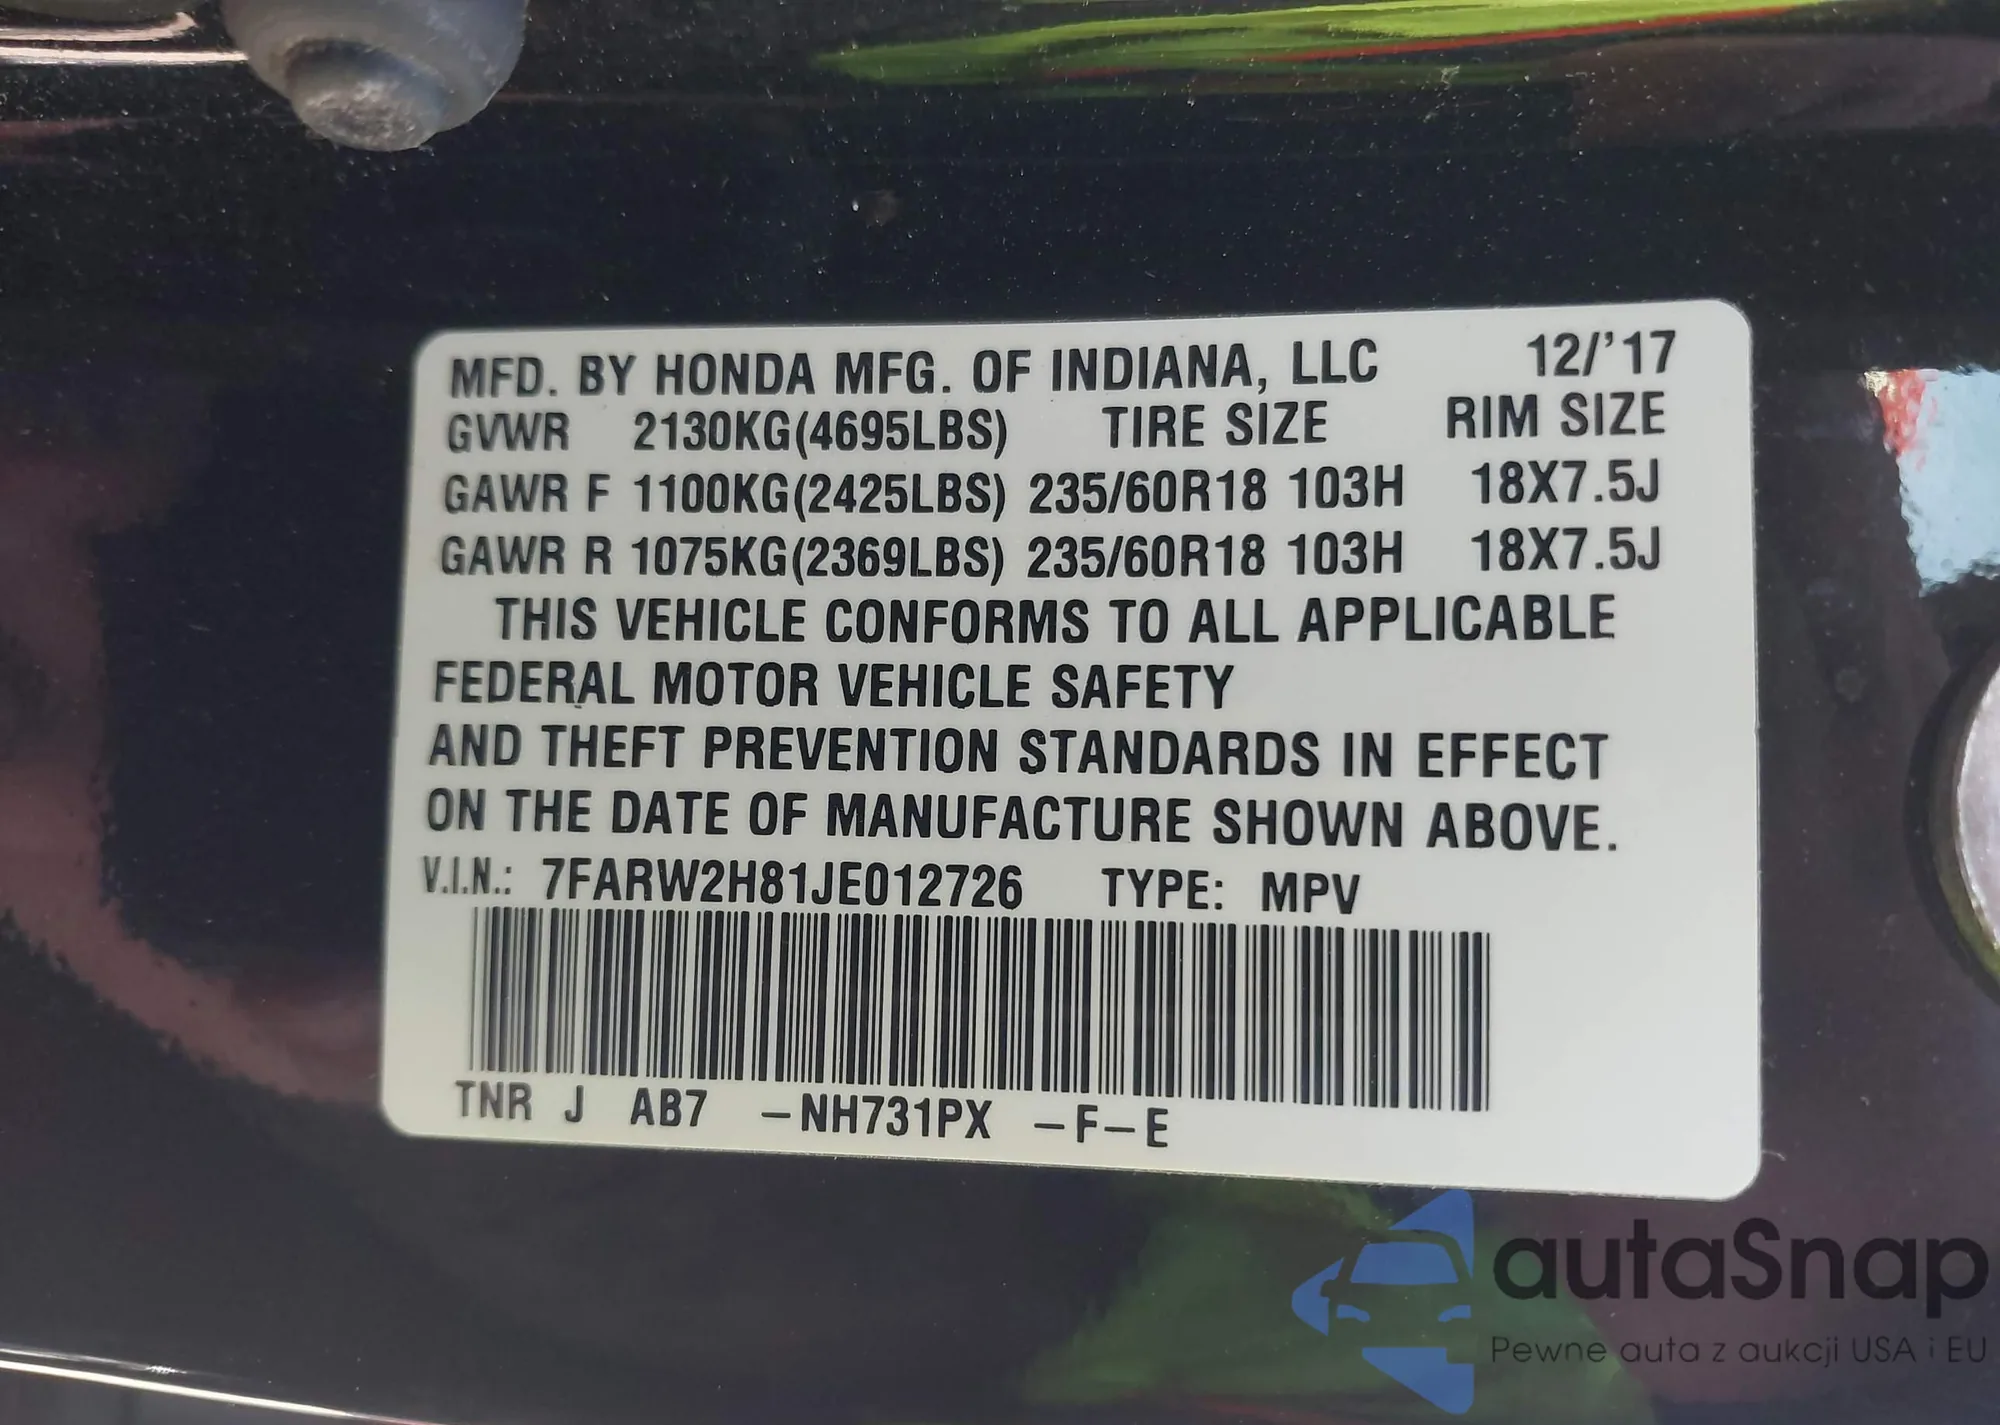 MFD. BY HONDA MFG. OF INDIANA, LLC 12/'17
GVWR 2130KG(4695LBS) TIRE SIZE RIM SIZE
GAWR F 1100KG(2425LBS) 235/60R18 103H 18X7.5J
GAWR R 1075KG(2369LBS) 235/60R18 103H 18X7.5J
THIS VEHICLE CONFORMS TO ALL APPLICABLE
FEDERAL MOTOR VEHICLE SAFETY
AND THEFT PREVENTION STANDARDS IN EFFECT
ON THE DATE OF MANUFACTURE SHOWN ABOVE.
V.I.N.: 7FARW2H81JE012726 TYPE: MPV
TNR J AB7 -NH731PX -F-E
autaSnap
Pewne auta z aukcji USA i EU